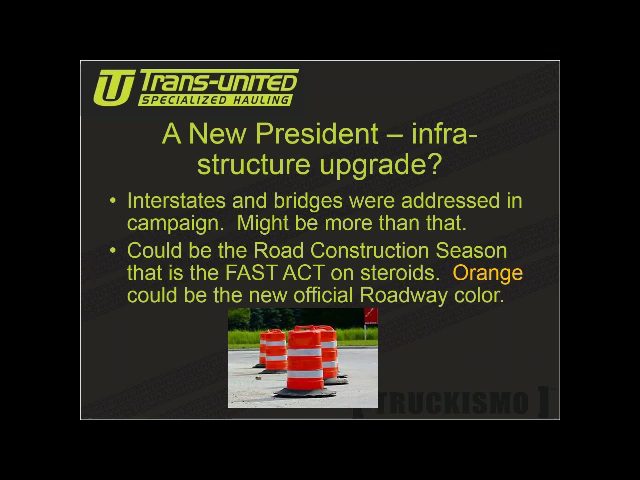 Trans-United
SPECIALIZED HAULING
A New President – infra-
structure upgrade?
• Interstates and bridges were addressed in
campaign. Might be more than that.
• Could be the Road Construction Season
that is the FAST ACT on steroids. Orange
could be the new official Roadway color.
[TRUCKISMO]